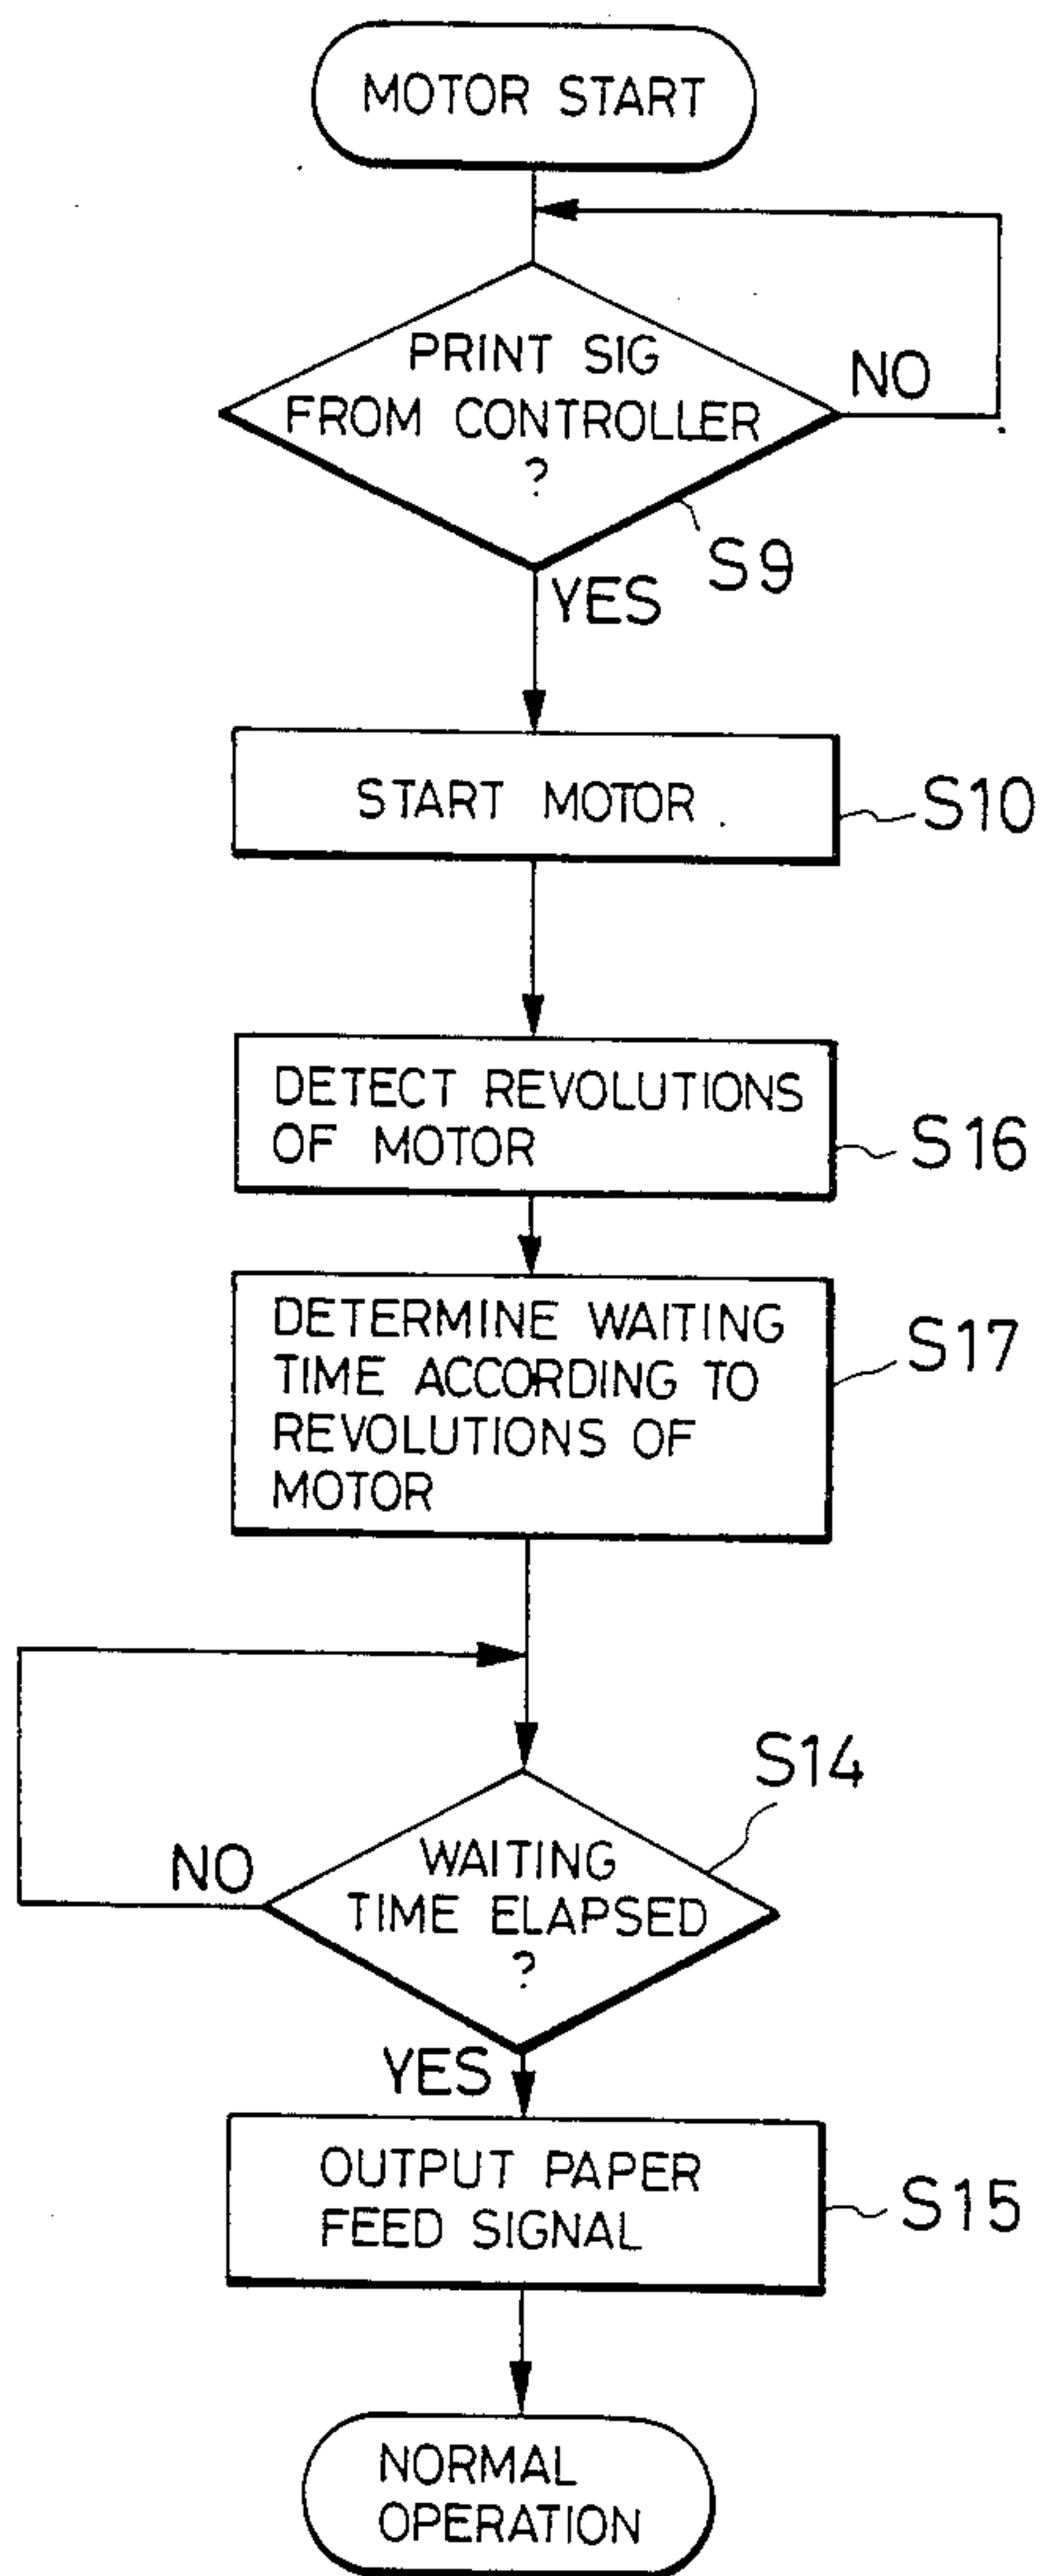 MOTOR START
PRINT SIG
FROM CONTROLLER
?
NO
S9
YES
START MOTOR
S10
DETECT REVOLUTIONS
OF MOTOR
S16
DETERMINE WAITING
TIME ACCORDING TO
REVOLUTIONS OF
MOTOR
S17
S14
WAITING
TIME ELAPSED
?
NO
YES
OUTPUT PAPER
FEED SIGNAL
S15
NORMAL
OPERATION